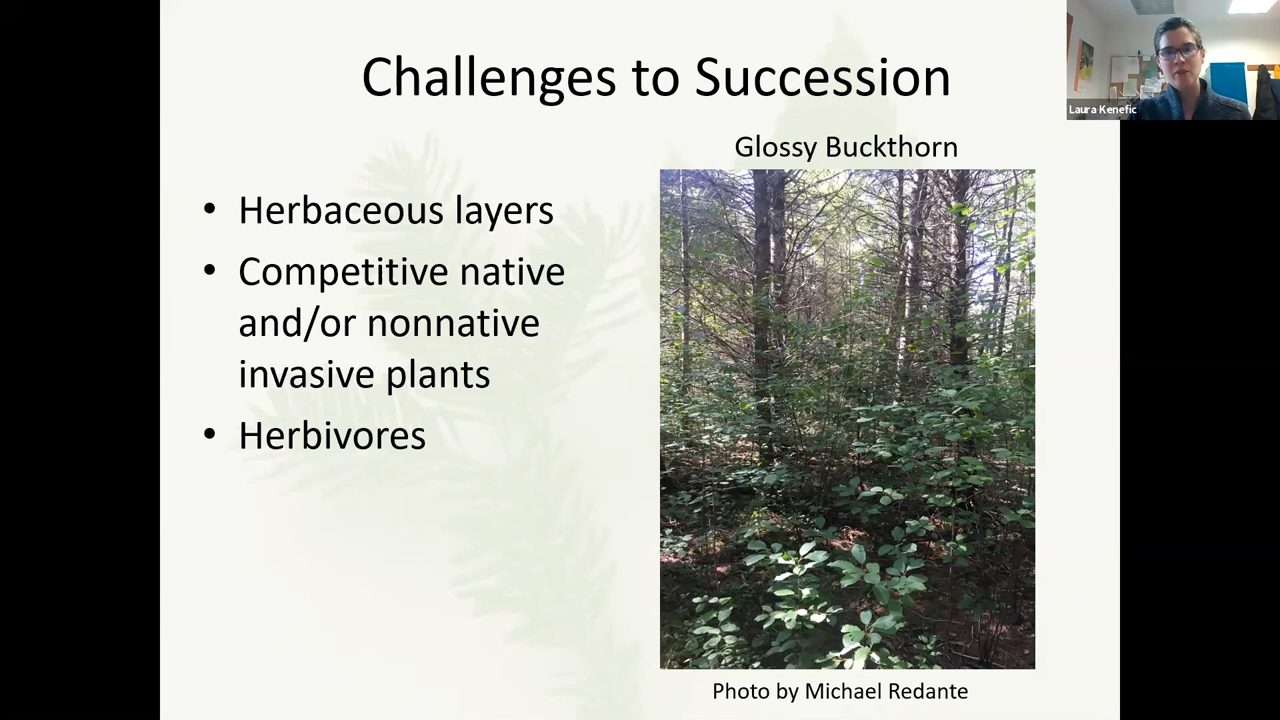 Challenges to Succession
Laura Kenefic
Glossy Buckthorn
• Herbaceous layers
• Competitive native
and/or nonnative
invasive plants
• Herbivores
Photo by Michael Redante